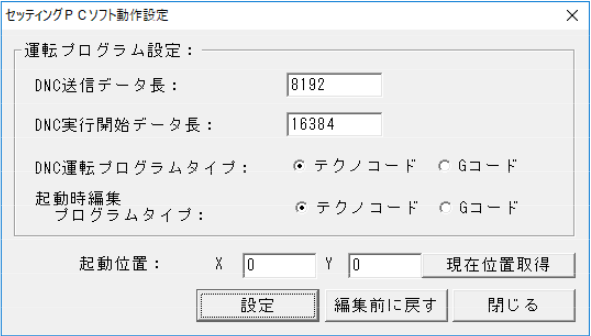 セッティングＰＣソフト動作設定
運転プログラム設定：
DNC送信データ長： 8192
DNC実行開始データ長： 16384
DNC運転プログラムタイプ： テクノコード Gコード
起動時編集
プログラムタイプ： テクノコード Gコード
起動位置： X 0 Y 0 現在位置取得
設定 編集前に戻す 閉じる